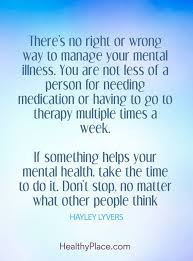 There's no right or wrong
way to manage your mental
illness. You are not less of a
person for needing
medication or having to go to
therapy multiple times a
week.
If something helps your
mental health, take the time
to do it. Don't stop, no matter
what other people think
HAYLEY LYVERS
HealthyPlace.com